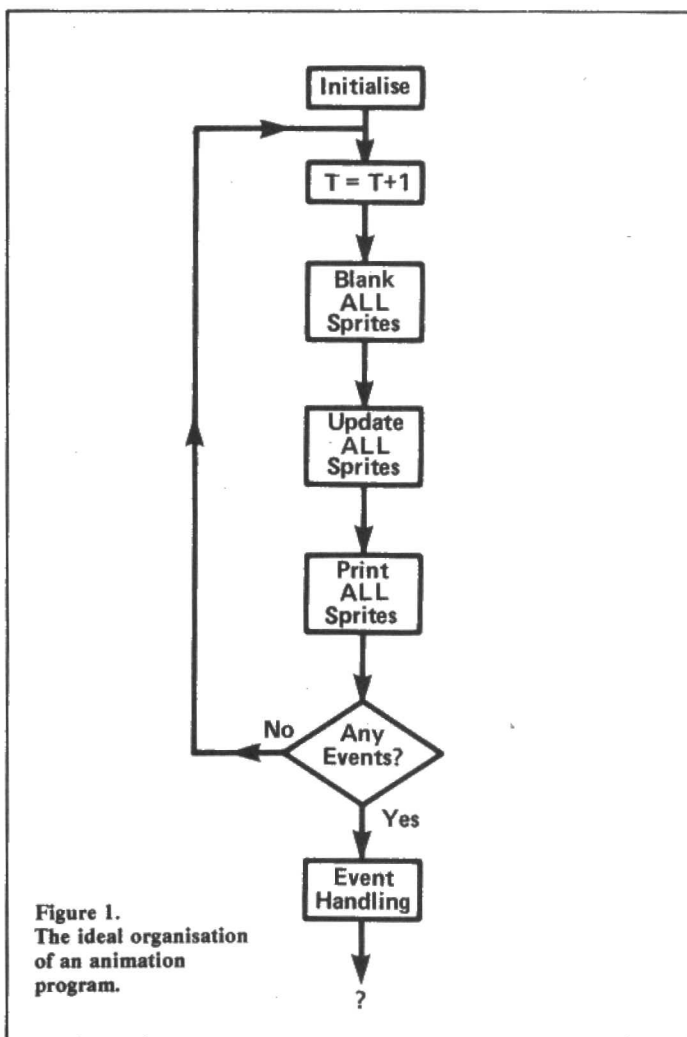 Initialise
T = T+1
Blank
ALL
Sprites
Update
ALL
Sprites
Print
ALL
Sprites
No
Any
Events?
Yes
Event
Handling
?
Figure 1.
The ideal organisation
of an animation
program.